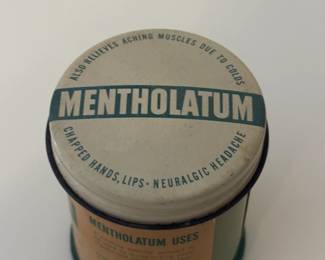 ALSO RELIEVES ACHING MUSCLES DUE TO COLDS
MENTHOLATUM
CHAPPED HANDS, LIPS - NEURALGIC HEADACHE
MENTHOLATUM USES